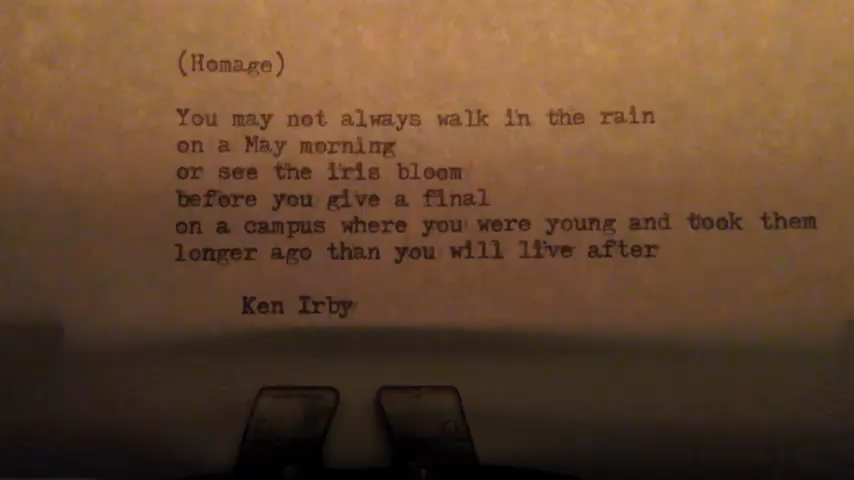 (Homage)
You may not always walk in the rain
on a May morning
or see the iris bloom
before you give a final
on a campus where you were young and took them
longer ago than you will live after
Ken Irby